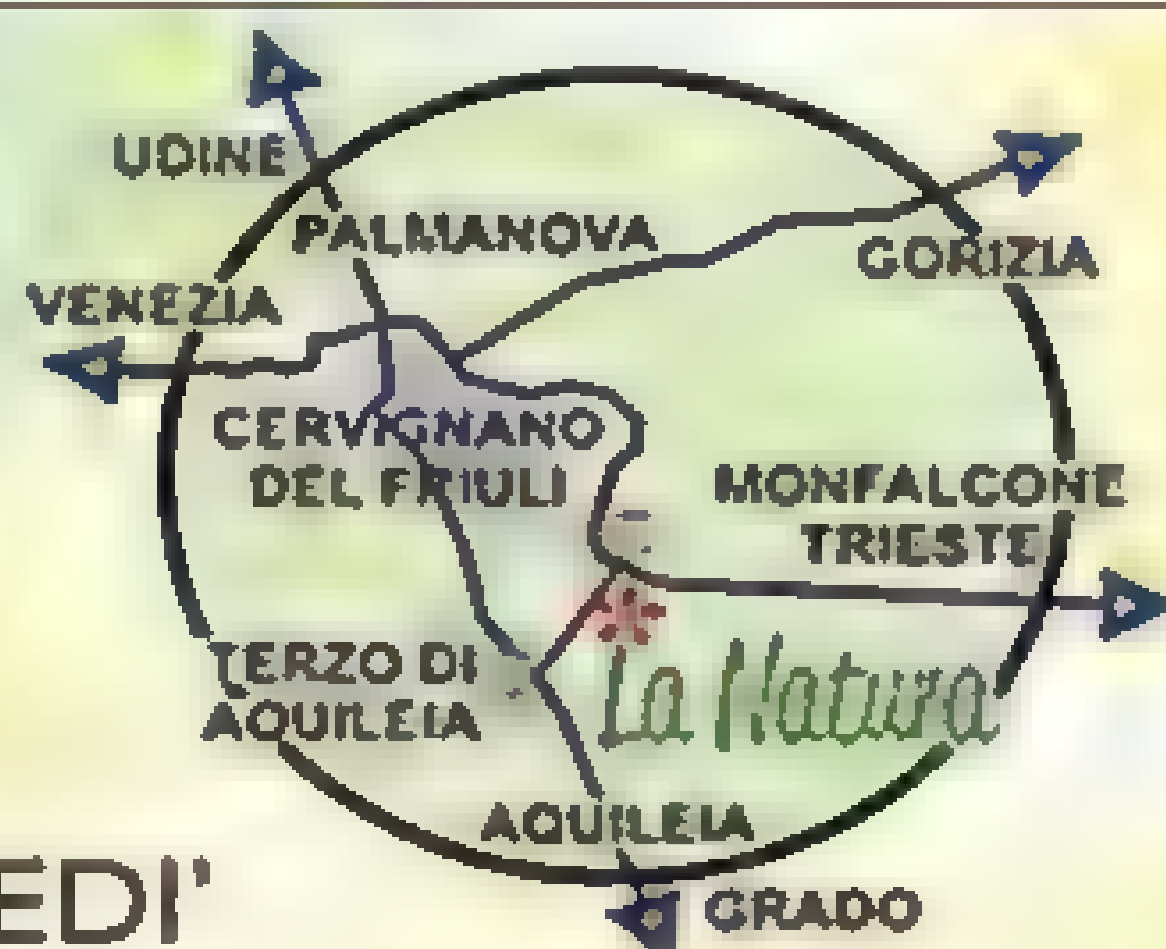 UDINE
PALMANOVA
GORIZIA
VENEZIA
CERVIGNANO
DEL FRIULI
MONFALCONE
TRIESTE
TERZO DI
AQUILEIA
La Natura
AQUILEIA
EDI'
GRADO